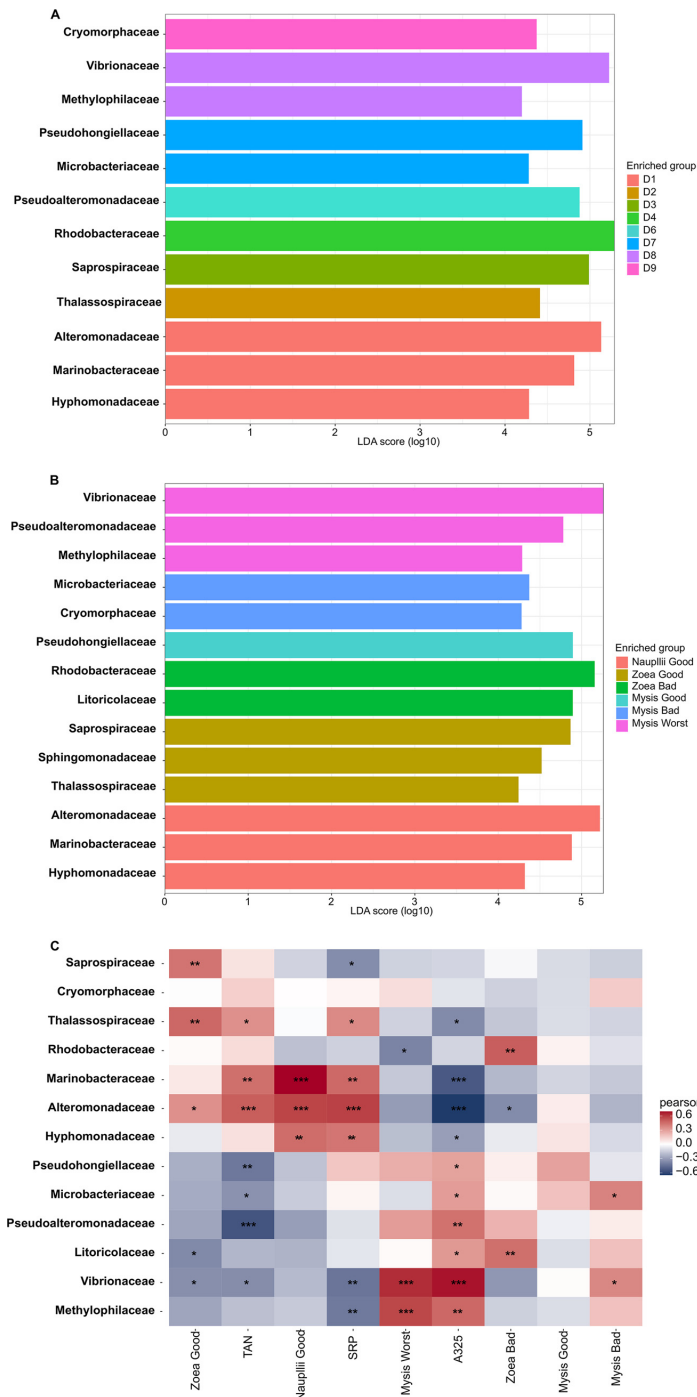 A
Cryomorphaceae
Vibrionaceae
Methylophilaceae
Pseudohongiellaceae
Microbacteriaceae
Pseudoalteromonadaceae
Rhodobacteraceae
Saprospiraceae
Thalassospiraceae
Alteromonadaceae
Marinobacteraceae
Hyphomonadaceae
0 1 2 3 4 5
LDA score (log10)
Enriched group
D1
D2
D3
D4
D6
D7
D8
D9
B
Vibrionaceae
Pseudoalteromonadaceae
Methylophilaceae
Microbacteriaceae
Cryomorphaceae
Pseudohongiellaceae
Rhodobacteraceae
Litoricolaceae
Saprospiraceae
Sphingomonadaceae
Thalassospiraceae
Alteromonadaceae
Marinobacteraceae
Hyphomonadaceae
0 1 2 3 4 5
LDA score (log10)
Enriched group
Naupllii Good
Zoea Good
Zoea Bad
Mysis Good
Mysis Bad
Mysis Worst
C
Saprospiraceae ** *
Cryomorphaceae
Thalassospiraceae ** * * *
Rhodobacteraceae * **
Marinobacteraceae ** *** ** ***
Alteromonadaceae * *** *** *** *** *
Hyphomonadaceae ** ** *
Pseudohongiellaceae ** *
Microbacteriaceae * * *
Pseudoalteromonadaceae *** **
Litoricolaceae * * **
Vibrionaceae * * ** *** *** *
Methylophilaceae ** *** **
Zoea Good
TAN
Naupllii Good
SRP
Mysis Worst
A325
Zoea Bad
Mysis Good
Mysis Bad
pearson
0.6
0.3
0.0
−0.3
−0.6